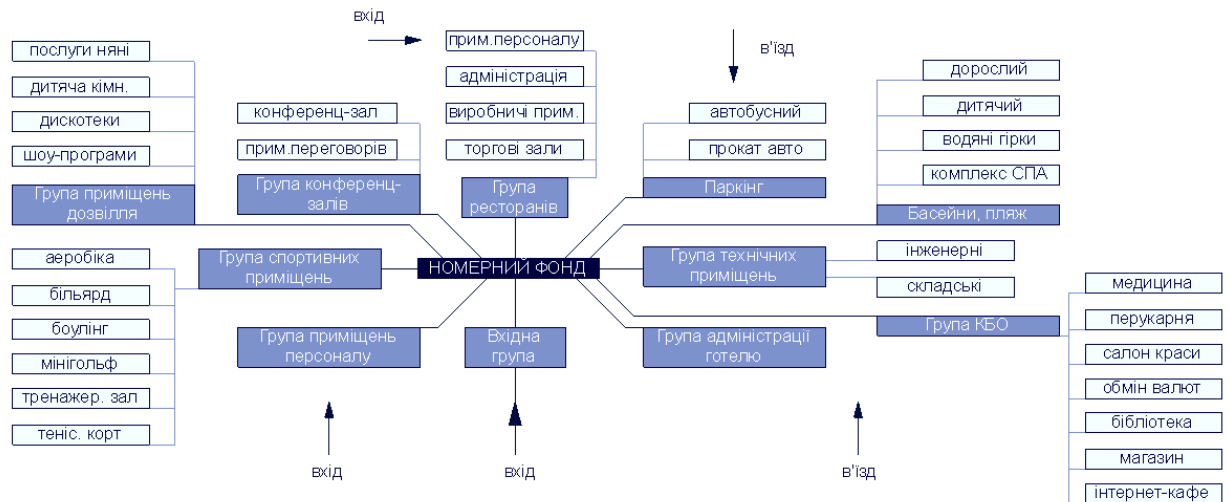 вхід
послуги няні
дитяча кімн.
дискотеки
шоу-програми
Група приміщень
дозвілля
конференц-зал
прим.переговорів
Група конференц-
залів
прим.персоналу
адміністрація
виробничі прим.
торгові зали
Група
ресторанів
в'їзд
автобусний
прокат авто
Паркінг
дорослий
дитячий
водяні гірки
комплекс СПА
Басейни, пляж
аеробіка
більярд
боулінг
мінігольф
тренажер. зал
теніс. корт
Група спортивних
приміщень
НОМЕРНИЙ ФОНД
Група технічних
приміщень
інженерні
складські
Група приміщень
персоналу
Вхідна
група
Група адміністрації
готелю
Група КБО
медицина
перукарня
салон краси
обмін валют
бібліотека
магазин
інтернет-кафе
вхід
вхід
в'їзд